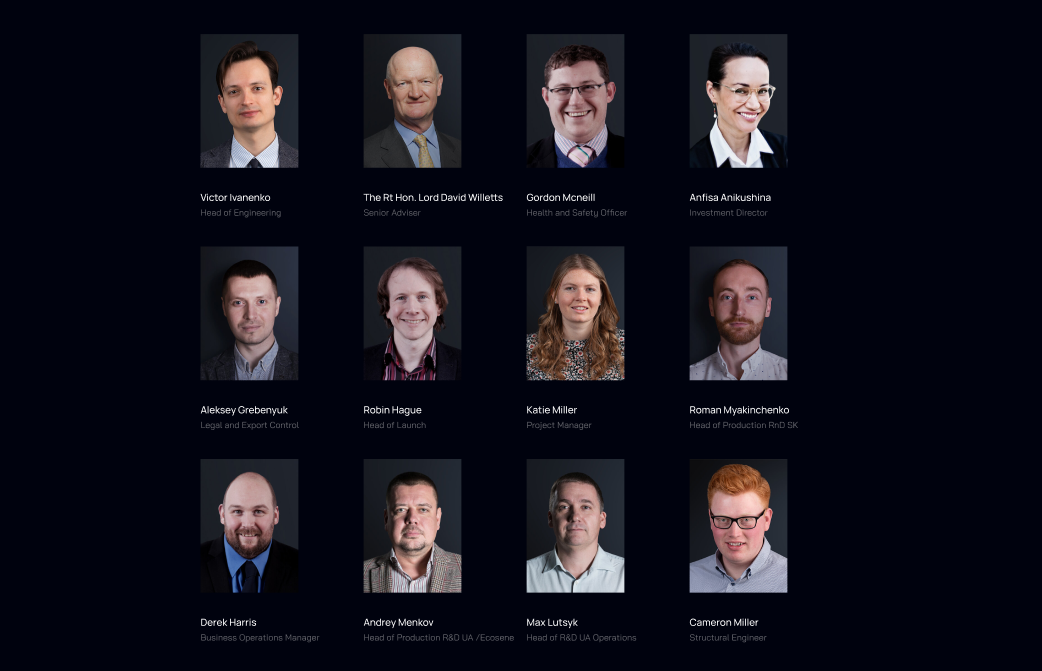 Victor Ivanenko
Head of Engineering
The Rt Hon. Lord David Willetts
Senior Adviser
Gordon Mcneill
Health and Safety Officer
Anfisa Anikushina
Investment Director
Aleksey Grebenyuk
Legal and Export Control
Robin Hague
Head of Launch
Katie Miller
Project Manager
Roman Myakinchenko
Head of Production RnD SK
Derek Harris
Business Operations Manager
Andrey Menkov
Head of Production R&D UA /Ecosene
Max Lutsyk
Head of R&D UA Operations
Cameron Miller
Structural Engineer